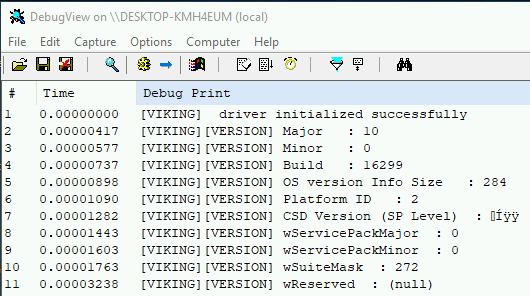 DebugView on \\DESKTOP-KMH4EUM (local)
File Edit Capture Options Computer Help
# Time Debug Print
1 0.00000000 [VIKING] driver initialized successfully
2 0.00000417 [VIKING][VERSION] Major : 10
3 0.00000577 [VIKING][VERSION] Minor : 0
4 0.00000737 [VIKING][VERSION] Build : 16299
5 0.00000898 [VIKING][VERSION] OS version Info Size : 284
6 0.00001090 [VIKING][VERSION] Platform ID : 2
7 0.00001282 [VIKING][VERSION] CSD Version (SP Level) : Íÿÿ
8 0.00001443 [VIKING][VERSION] wServicePackMajor : 0
9 0.00001603 [VIKING][VERSION] wServicePackMinor : 0
10 0.00001763 [VIKING][VERSION] wSuiteMask : 272
11 0.00003238 [VIKING][VERSION] wReserved : (null)